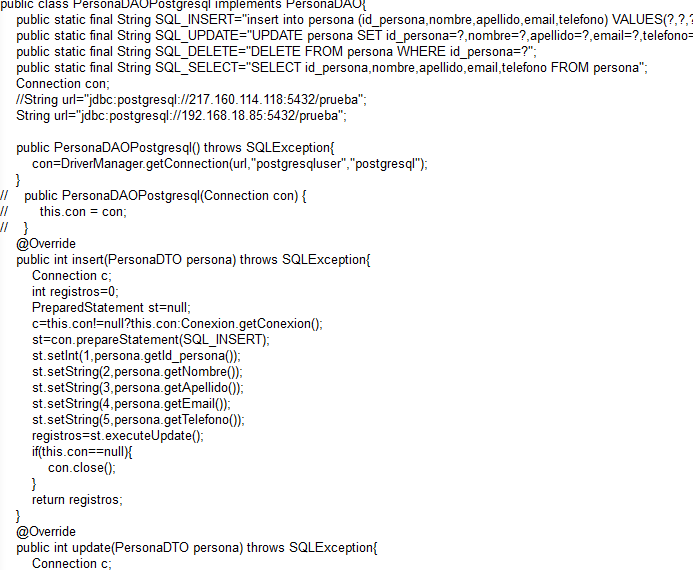 public class PersonaDAOPostgresql implements PersonaDAO{
public static final String SQL_INSERT="insert into persona (id_persona,nombre,apellido,email,telefono) VALUES(?,?,?
public static final String SQL_UPDATE="UPDATE persona SET id_persona=?,nombre=?,apellido=?,email=?,telefono=
public static final String SQL_DELETE="DELETE FROM persona WHERE id_persona=?";
public static final String SQL_SELECT="SELECT id_persona,nombre,apellido,email,telefono FROM persona";
Connection con;
//String url="jdbc:postgresql://217.160.114.118:5432/prueba";
String url="jdbc:postgresql://192.168.18.85:5432/prueba";
public PersonaDAOPostgresql() throws SQLException{
con=DriverManager.getConnection(url,"postgresqluser","postgresql");
}
// public PersonaDAOPostgresql(Connection con) {
// this.con = con;
// }
@Override
public int insert(PersonaDTO persona) throws SQLException{
Connection c;
int registros=0;
PreparedStatement st=null;
c=this.con!=null?this.con:Conexion.getConexion();
st=con.prepareStatement(SQL_INSERT);
st.setInt(1,persona.getId_persona());
st.setString(2,persona.getNombre());
st.setString(3,persona.getApellido());
st.setString(4,persona.getEmail());
st.setString(5,persona.getTelefono());
registros=st.executeUpdate();
if(this.con==null){
con.close();
}
return registros;
}
@Override
public int update(PersonaDTO persona) throws SQLException{
Connection c;